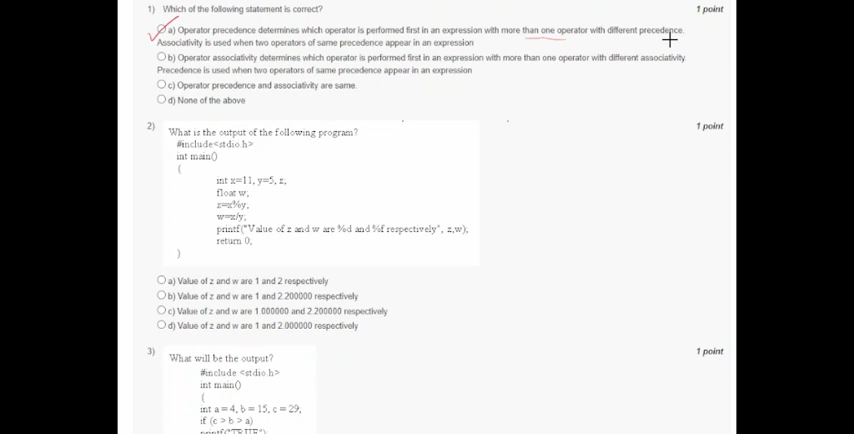 1) Which of the following statement is correct? 1 point
a) Operator precedence determines which operator is performed first in an expression with more than one operator with different precedence.
Associativity is used when two operators of same precedence appear in an expression
b) Operator associativity determines which operator is performed first in an expression with more than one operator with different associativity.
Precedence is used when two operators of same precedence appear in an expression
c) Operator precedence and associativity are same.
d) None of the above
2) What is the output of the following program? 1 point
#include<stdio.h>
int main()
{
int x=11, y=5, z;
float w;
z=x%y;
w=x/y;
printf("Value of z and w are %d and %f respectively", z,w);
return 0;
}
a) Value of z and w are 1 and 2 respectively
b) Value of z and w are 1 and 2.200000 respectively
c) Value of z and w are 1.000000 and 2.200000 respectively
d) Value of z and w are 1 and 2.000000 respectively
3) What will be the output? 1 point
#include <stdio.h>
int main()
{
int a = 4, b = 15, c = 29;
if (c > b > a)
printf("TRUE");